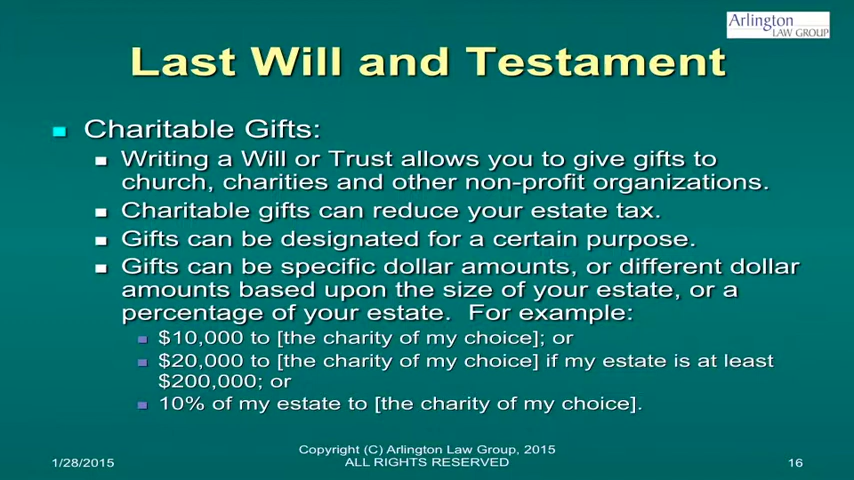 Arlington
LAW GROUP
Last Will and Testament
Charitable Gifts:
Writing a Will or Trust allows you to give gifts to
church, charities and other non-profit organizations.
Charitable gifts can reduce your estate tax.
Gifts can be designated for a certain purpose.
Gifts can be specific dollar amounts, or different dollar
amounts based upon the size of your estate, or a
percentage of your estate.  For example:
$10,000 to [the charity of my choice]; or
$20,000 to [the charity of my choice] if my estate is at least
$200,000; or
10% of my estate to [the charity of my choice].
1/28/2015
Copyright (C) Arlington Law Group, 2015
ALL RIGHTS RESERVED
16